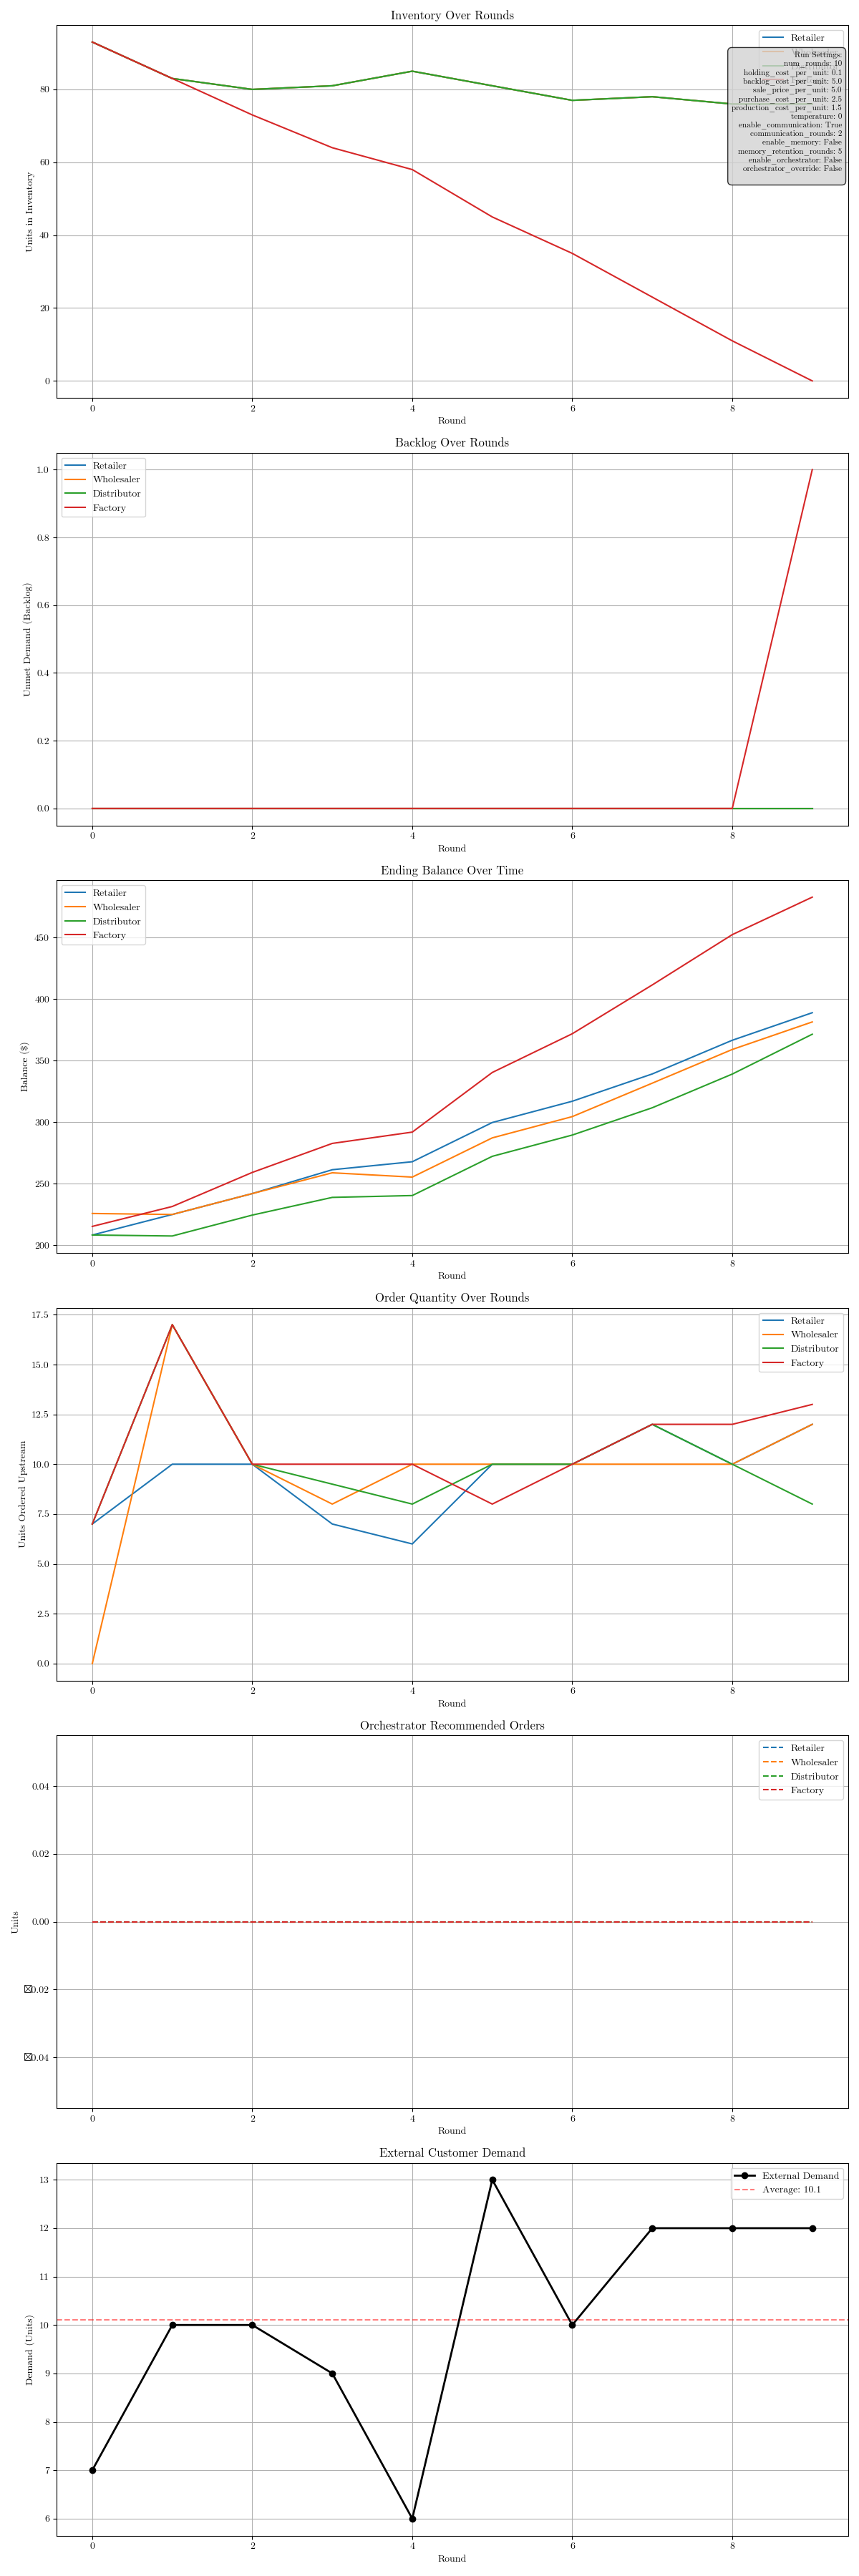 Inventory Over Rounds
Units in Inventory
80
60
40
20
0
Retailer
Run Settings:
num_rounds: 10
holding_cost_per_unit: 0.1
backlog_cost_per_unit: 5.0
sale_price_per_unit: 5.0
purchase_cost_per_unit: 2.5
production_cost_per_unit: 1.5
temperature: 0
enable_communication: True
communication_rounds: 2
enable_memory: False
memory_retention_rounds: 5
enable_orchestrator: False
orchestrator_override: False
0 2 4 6 8
Round
Backlog Over Rounds
Unmet Demand (Backlog)
1.0
0.8
0.6
0.4
0.2
0.0
Retailer
Wholesaler
Distributor
Factory
0 2 4 6 8
Round
Ending Balance Over Time
Balance ($)
450
400
350
300
250
200
Retailer
Wholesaler
Distributor
Factory
0 2 4 6 8
Round
Order Quantity Over Rounds
Units Ordered Upstream
17.5
15.0
12.5
10.0
7.5
5.0
2.5
0.0
Retailer
Wholesaler
Distributor
Factory
0 2 4 6 8
Round
Orchestrator Recommended Orders
Units
0.04
0.02
0.00
0.02
0.04
Retailer
Wholesaler
Distributor
Factory
0 2 4 6 8
Round
External Customer Demand
Demand (Units)
13
12
11
10
9
8
7
6
External Demand
Average: 10.1
0 2 4 6 8
Round